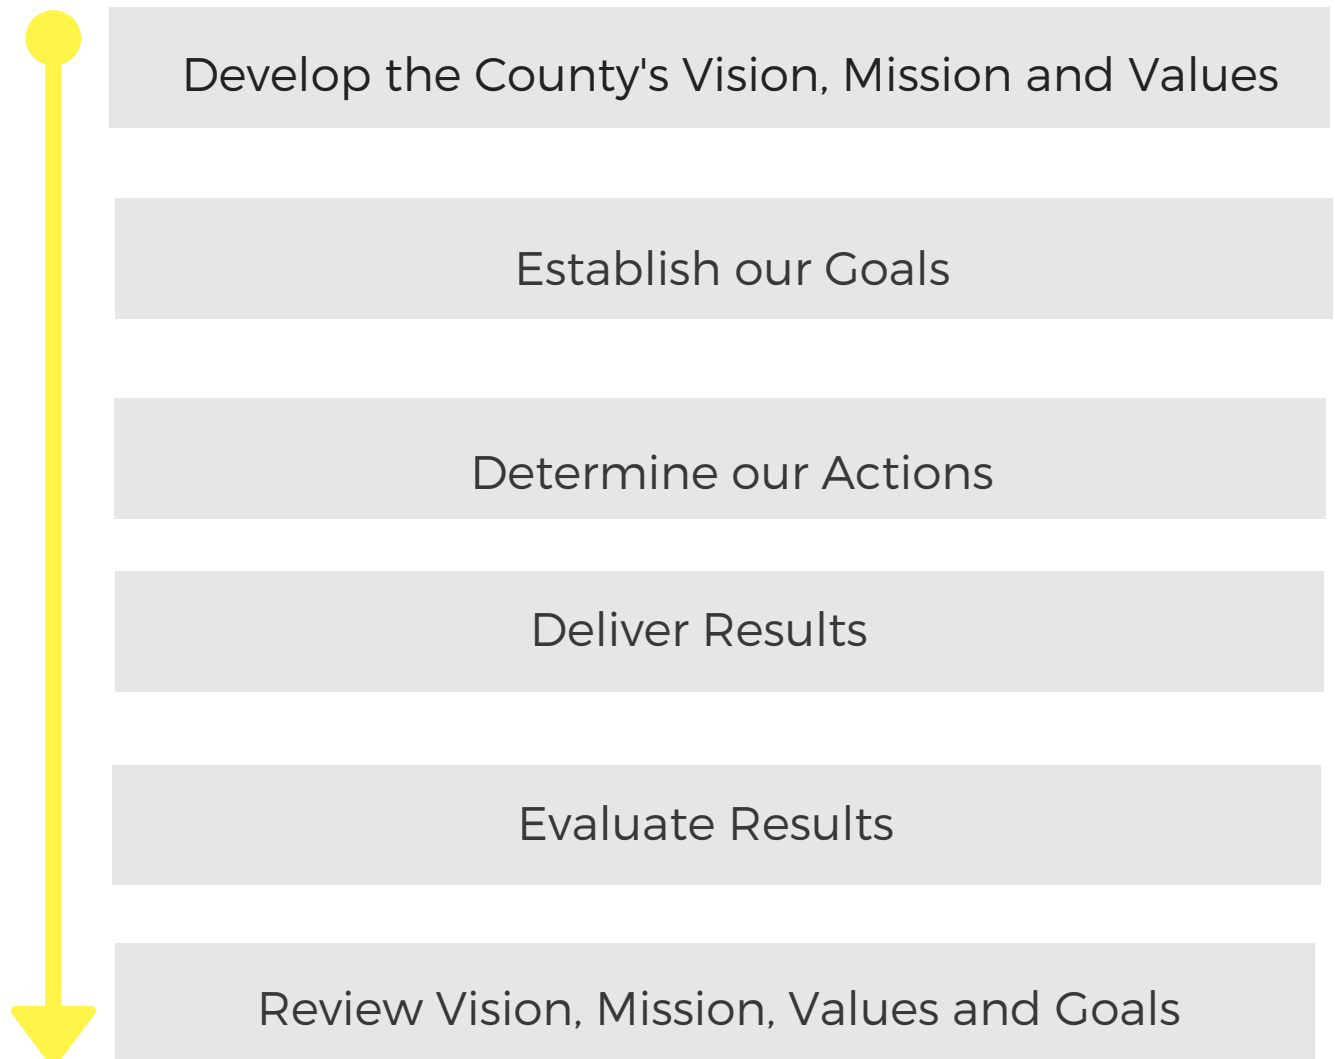 Develop the County's Vision, Mission and Values
Establish our Goals
Determine our Actions
Deliver Results
Evaluate Results
Review Vision, Mission, Values and Goals